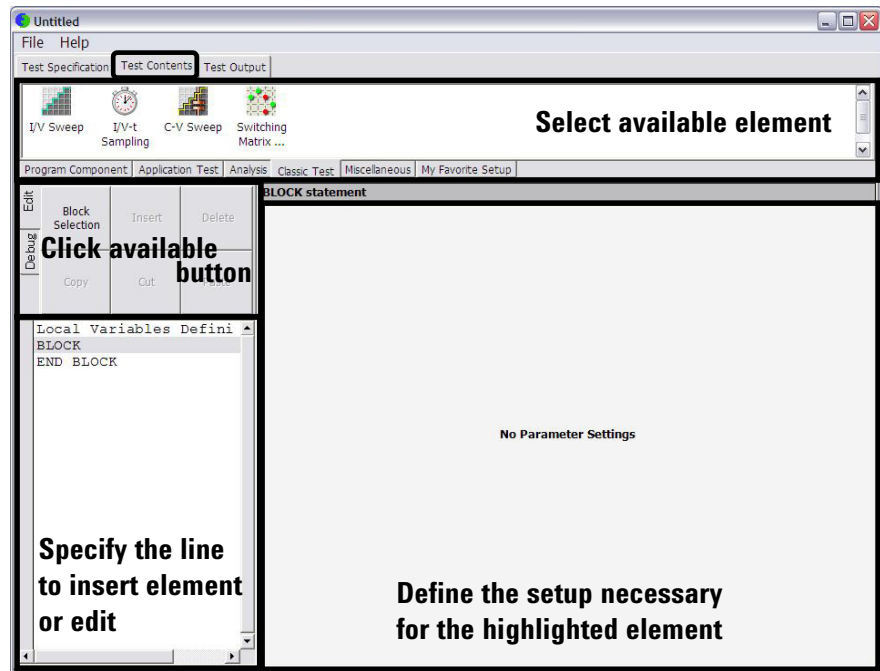 Untitled
File Help
Test Specification Test Contents Test Output
I/V Sweep I/V-t Sampling C-V Sweep Switching Matrix ...
Select available element
Program Component Application Test Analysis Classic Test Miscellaneous My Favorite Setup
Edit
Debug
Block Selection Insert Delete
Copy Cut Paste
Click available
button
BLOCK statement
Local Variables Defini
BLOCK
END BLOCK
No Parameter Settings
Specify the line
to insert element
or edit
Define the setup necessary
for the highlighted element